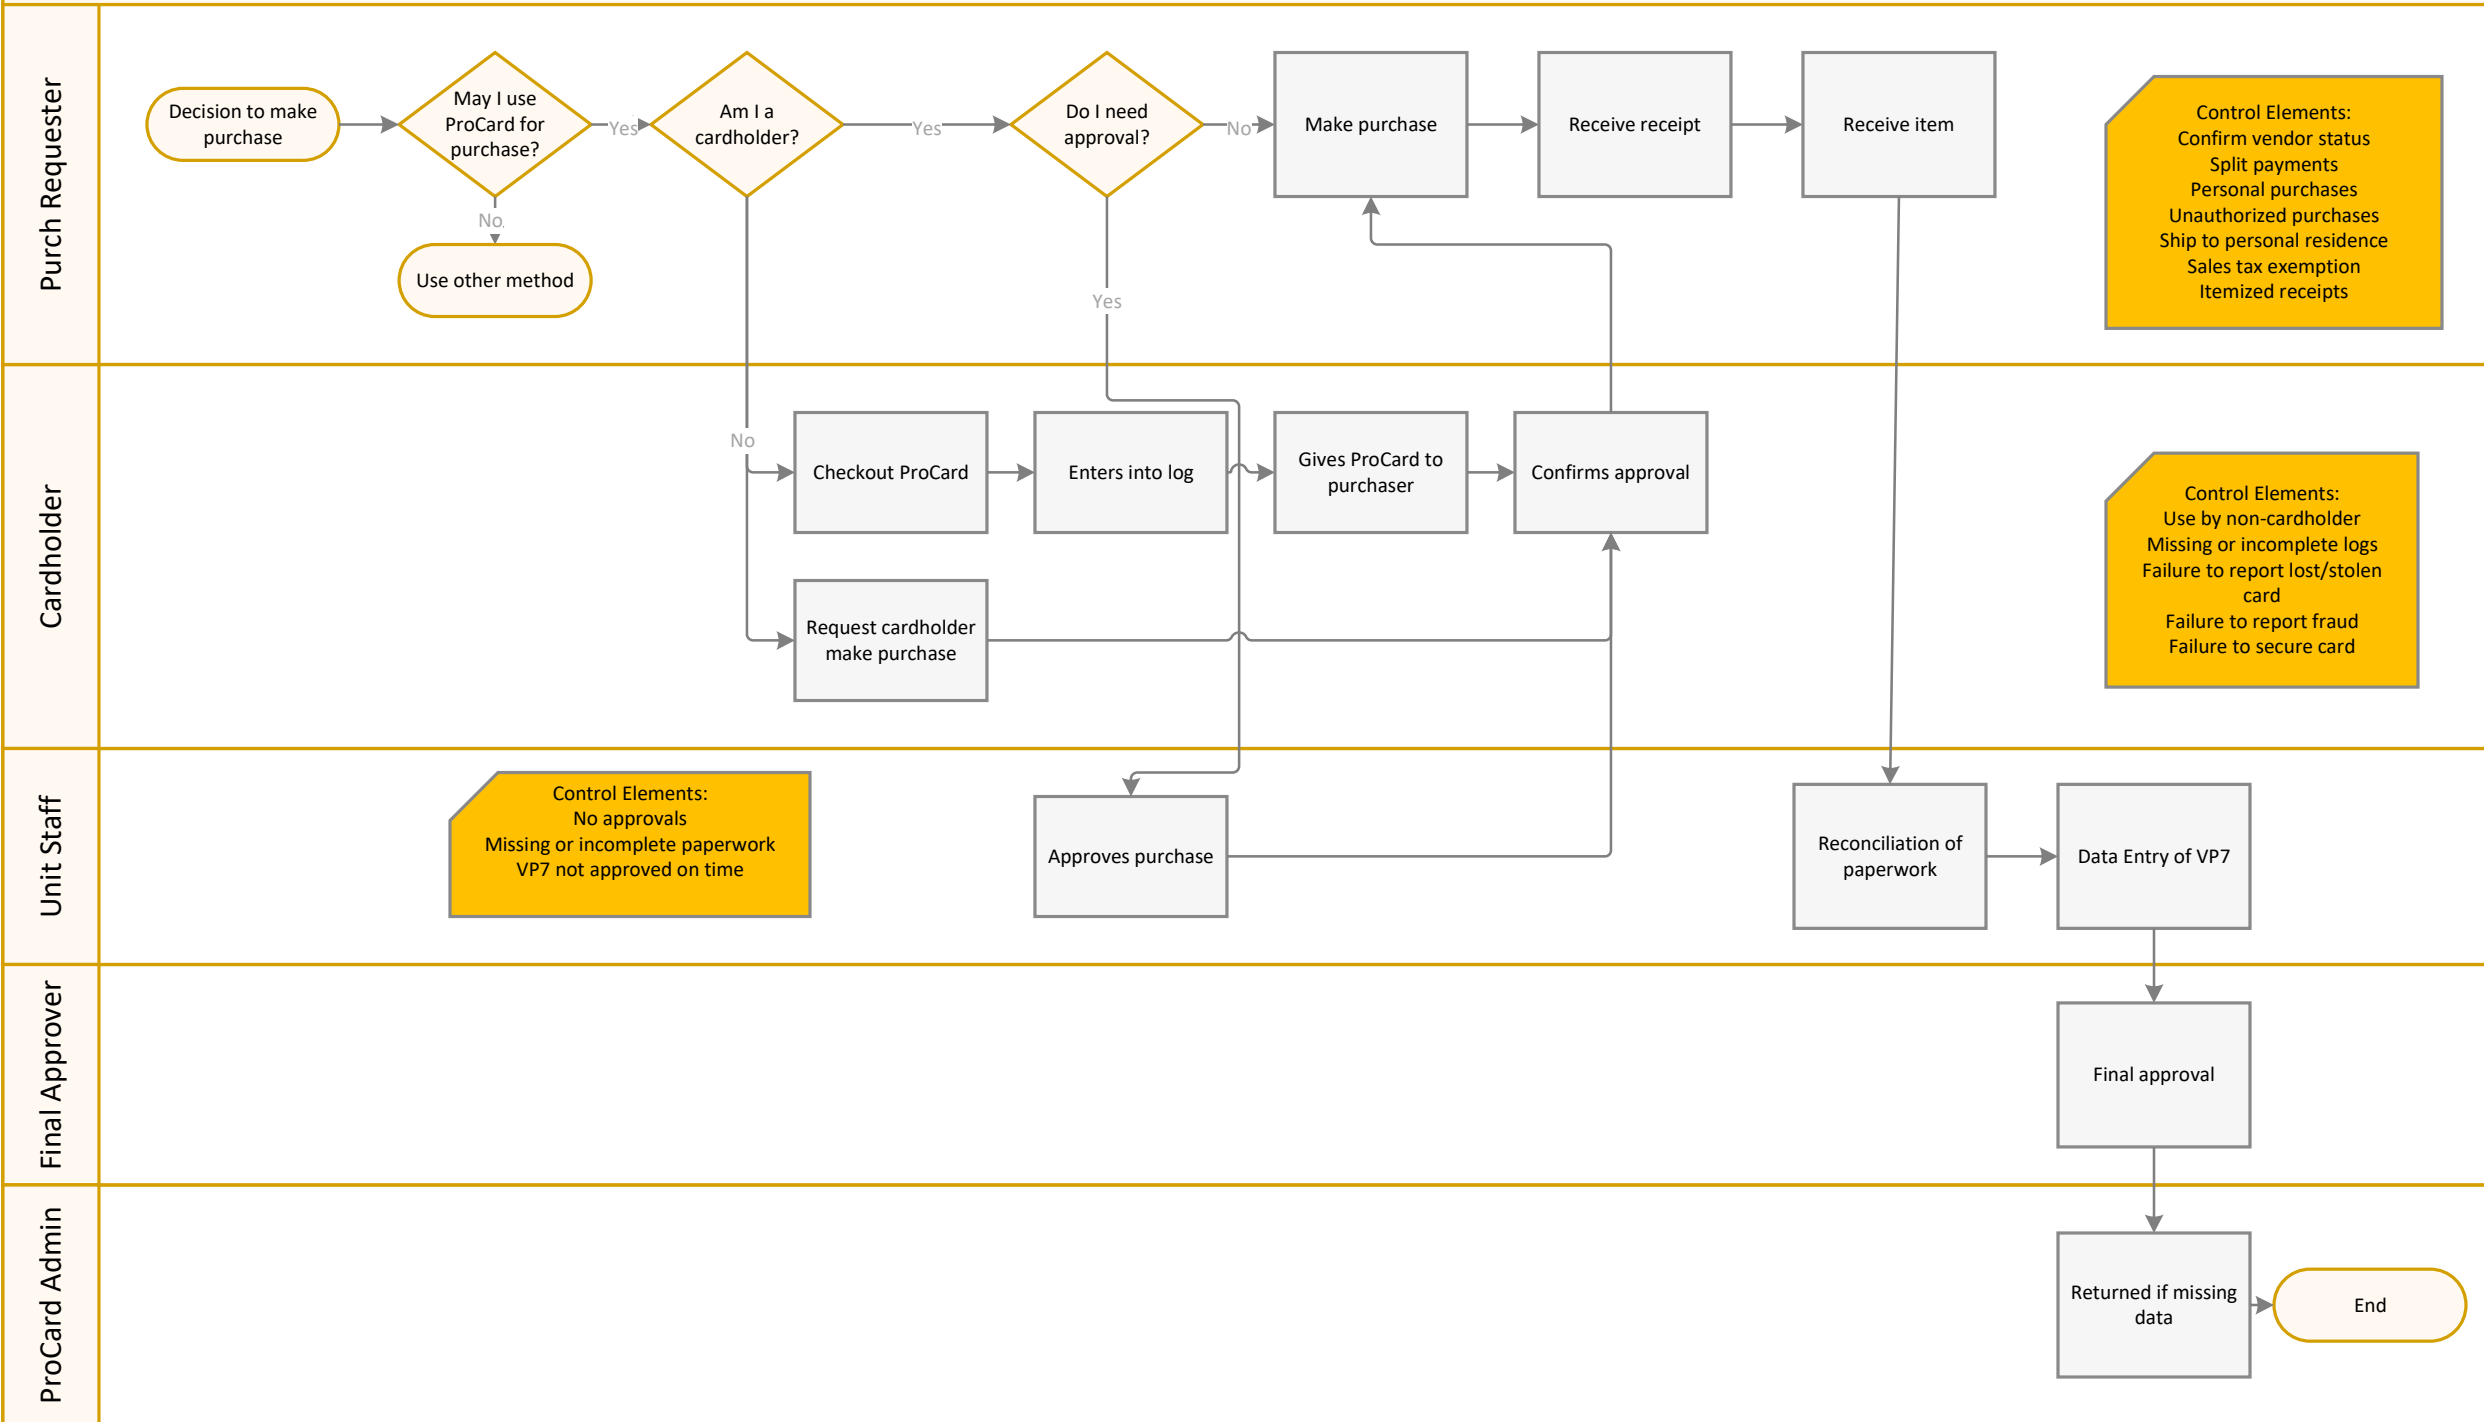 Purch Requester
Decision to make
purchase
May I use
ProCard for
purchase?
Yes
No
Use other method
Am I a
cardholder?
Yes
No
Do I need
approval?
No
Yes
Make purchase
Receive receipt
Receive item
Control Elements:
Confirm vendor status
Split payments
Personal purchases
Unauthorized purchases
Ship to personal residence
Sales tax exemption
Itemized receipts
Cardholder
Checkout ProCard
Enters into log
Gives ProCard to
purchaser
Confirms approval
Request cardholder
make purchase
Control Elements:
Use by non-cardholder
Missing or incomplete logs
Failure to report lost/stolen
card
Failure to report fraud
Failure to secure card
Unit Staff
Control Elements:
No approvals
Missing or incomplete paperwork
VP7 not approved on time
Approves purchase
Reconciliation of
paperwork
Data Entry of VP7
Final Approver
Final approval
ProCard Admin
Returned if missing
data
End